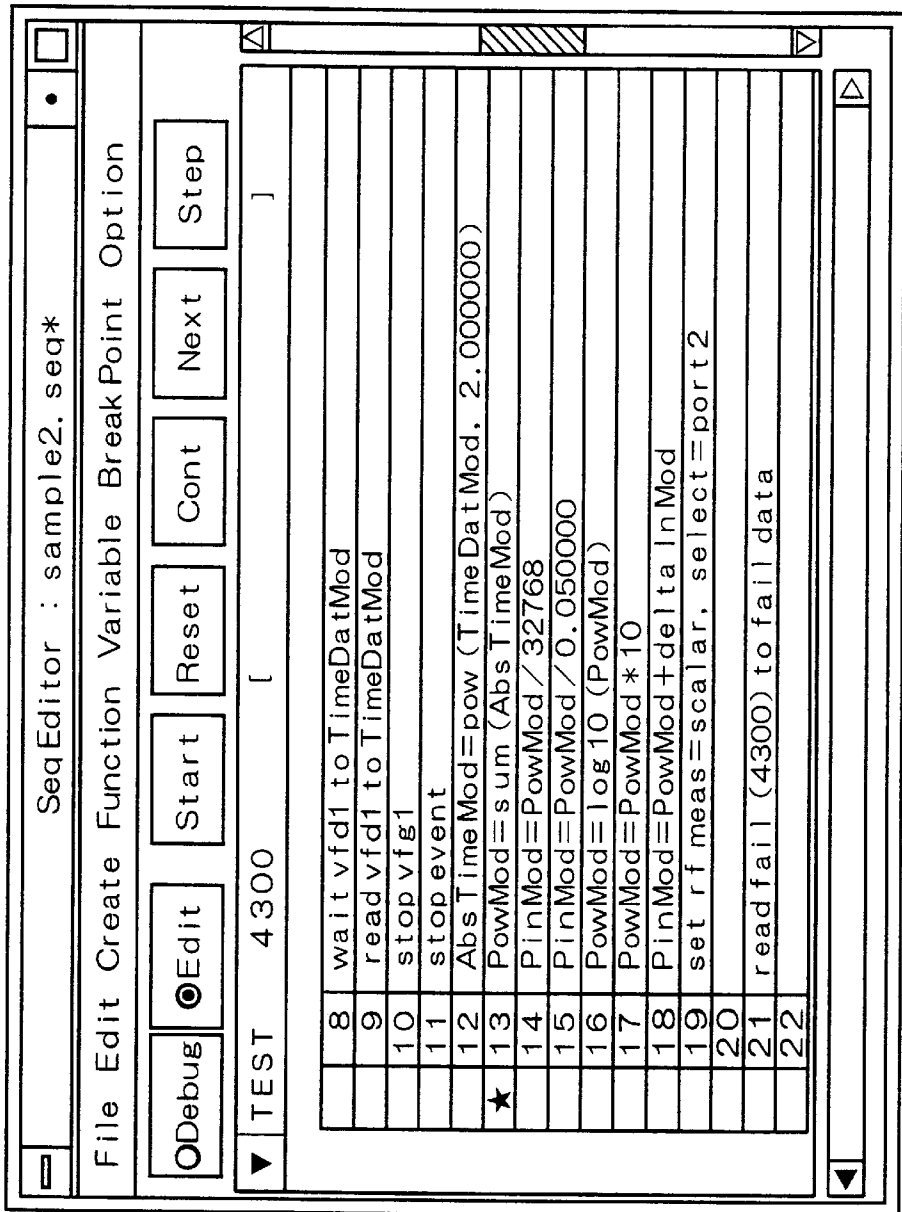 SeqEditor : sample2.seq*
File Edit Create Function Variable BreakPoint Option
Debug Edit Start Reset Cont Next Step
▼ TEST 4300 [ ]
8 wait vfd1 to TimeDatMod
9 read vfd1 to TimeDatMod
10 stop vfg1
11 stop event
12 AbsTimeMod=pow(TimeDatMod, 2.000000)
★ 13 PowMod=sum(AbsTimeMod)
14 PinMod=PowMod/32768
15 PinMod=PowMod/0.050000
16 PowMod=log10(PowMod)
17 PowMod=PowMod*10
18 PinMod=PowMod+delta InMod
19 set rf meas=scalar, select=port2
20
21 read fail (4300) to fail data
22